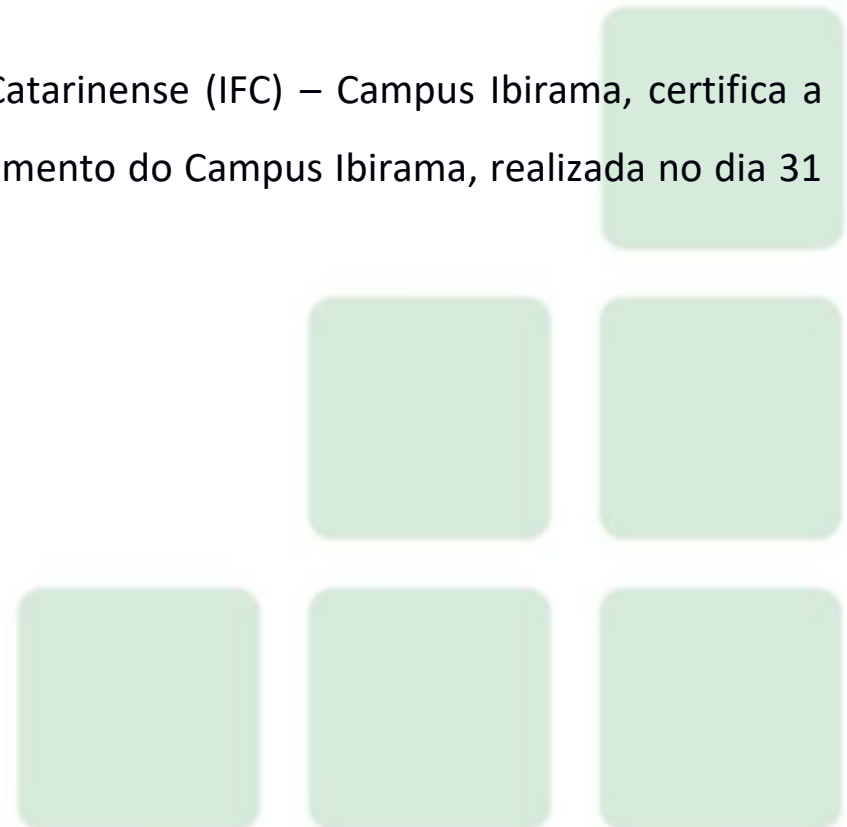 Catarinense (IFC) – Campus Ibirama, certifica a
mento do Campus Ibirama, realizada no dia 31